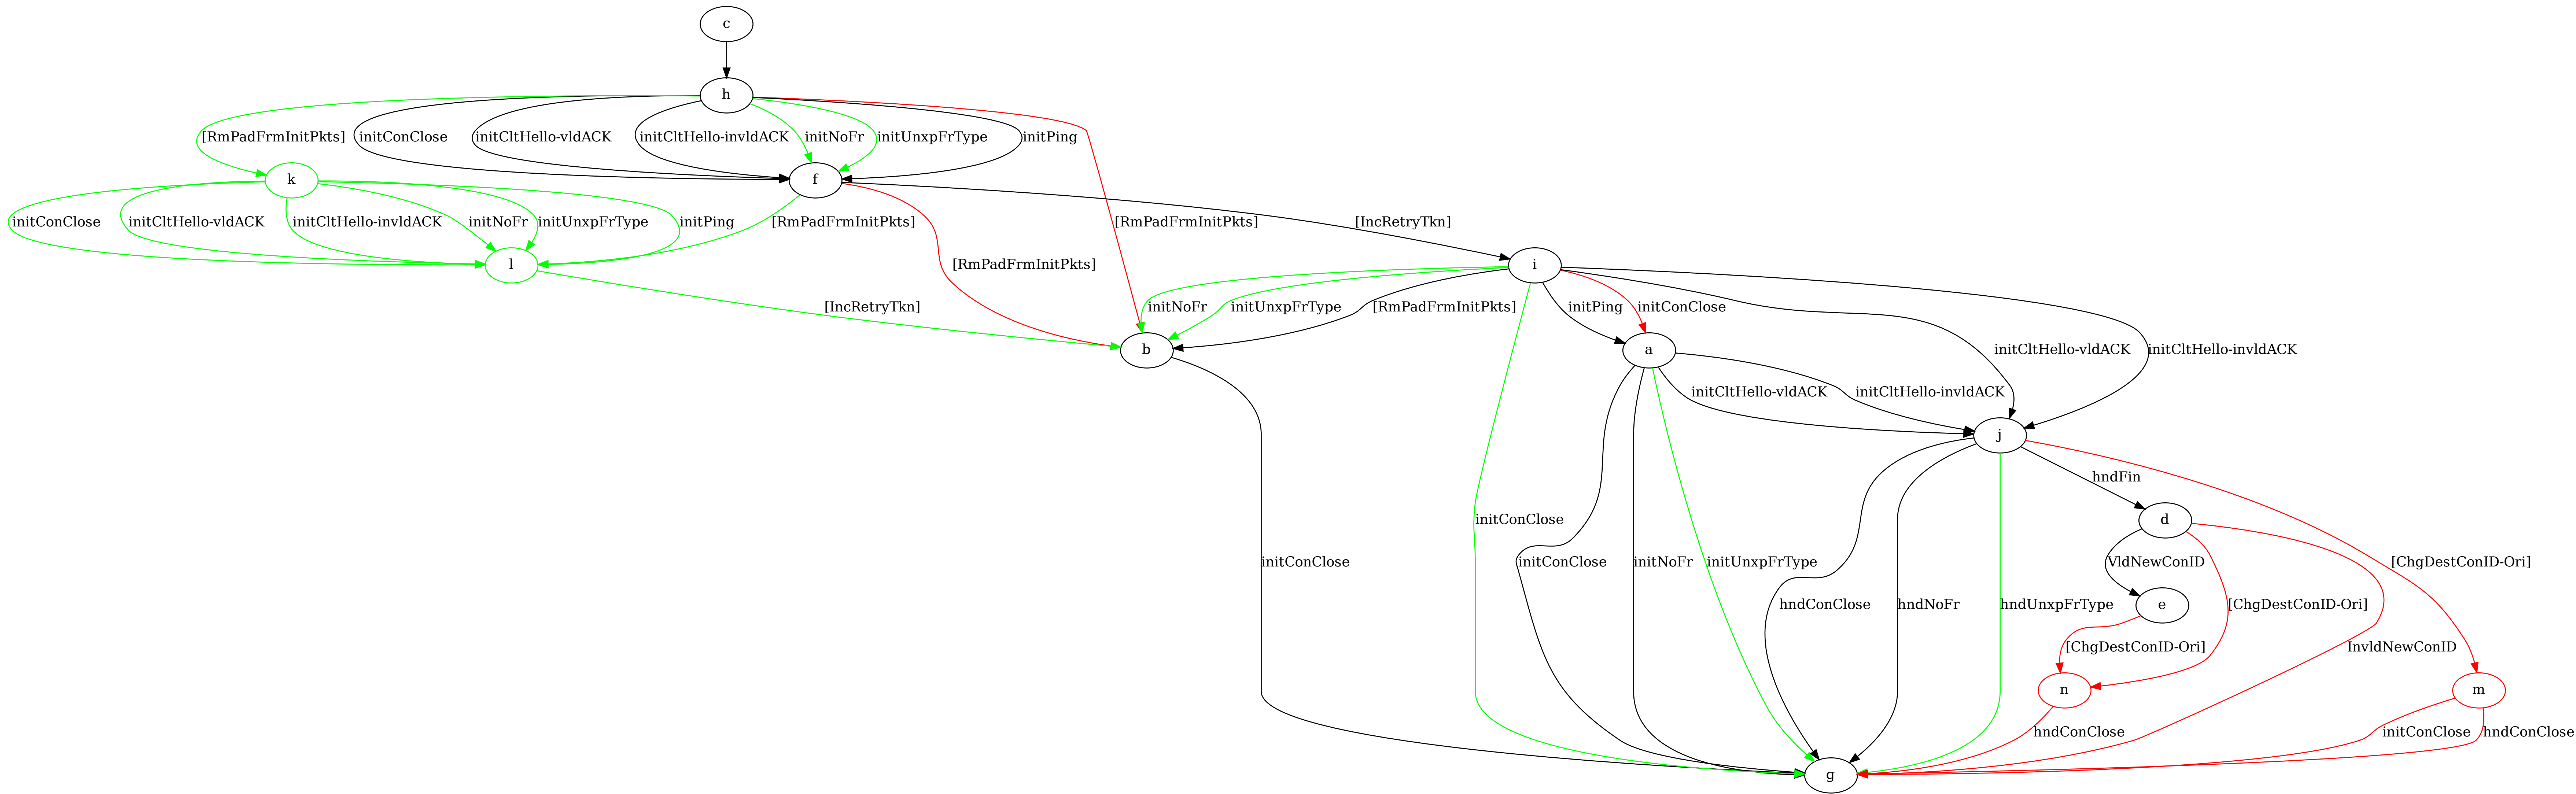 c
h
[RmPadFrmInitPkts]
initConClose
initCltHello-vldACK
initCltHello-invldACK
initNoFr
initUnxpFrType
initPing
k
f
initConClose
initCltHello-vldACK
initCltHello-invldACK
initNoFr
initUnxpFrType
initPing
[RmPadFrmInitPkts]
[RmPadFrmInitPkts]
[IncRetryTkn]
l
[RmPadFrmInitPkts]
i
[IncRetryTkn]
initNoFr
initUnxpFrType
[RmPadFrmInitPkts]
initPing
initConClose
b
a
initCltHello-vldACK
initCltHello-invldACK
initCltHello-vldACK
initCltHello-invldACK
j
hndFin
initConClose
d
initConClose
initConClose
initNoFr
initUnxpFrType
VldNewConID
[ChgDestConID-Ori]
hndConClose
hndNoFr
hndUnxpFrType
e
[ChgDestConID-Ori]
[ChgDestConID-Ori]
InvldNewConID
n
m
hndConClose
initConClose
hndConClose
g